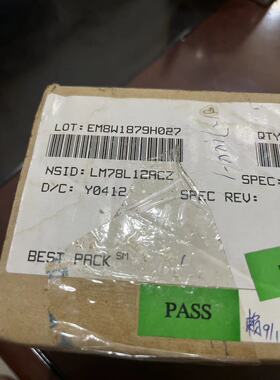 LOT: EM8W1879H027
QTY
NSID: LM78L12ACZ
SPEC:
D/C: Y0412
SPEC REV:
BEST PACK SM
PASS